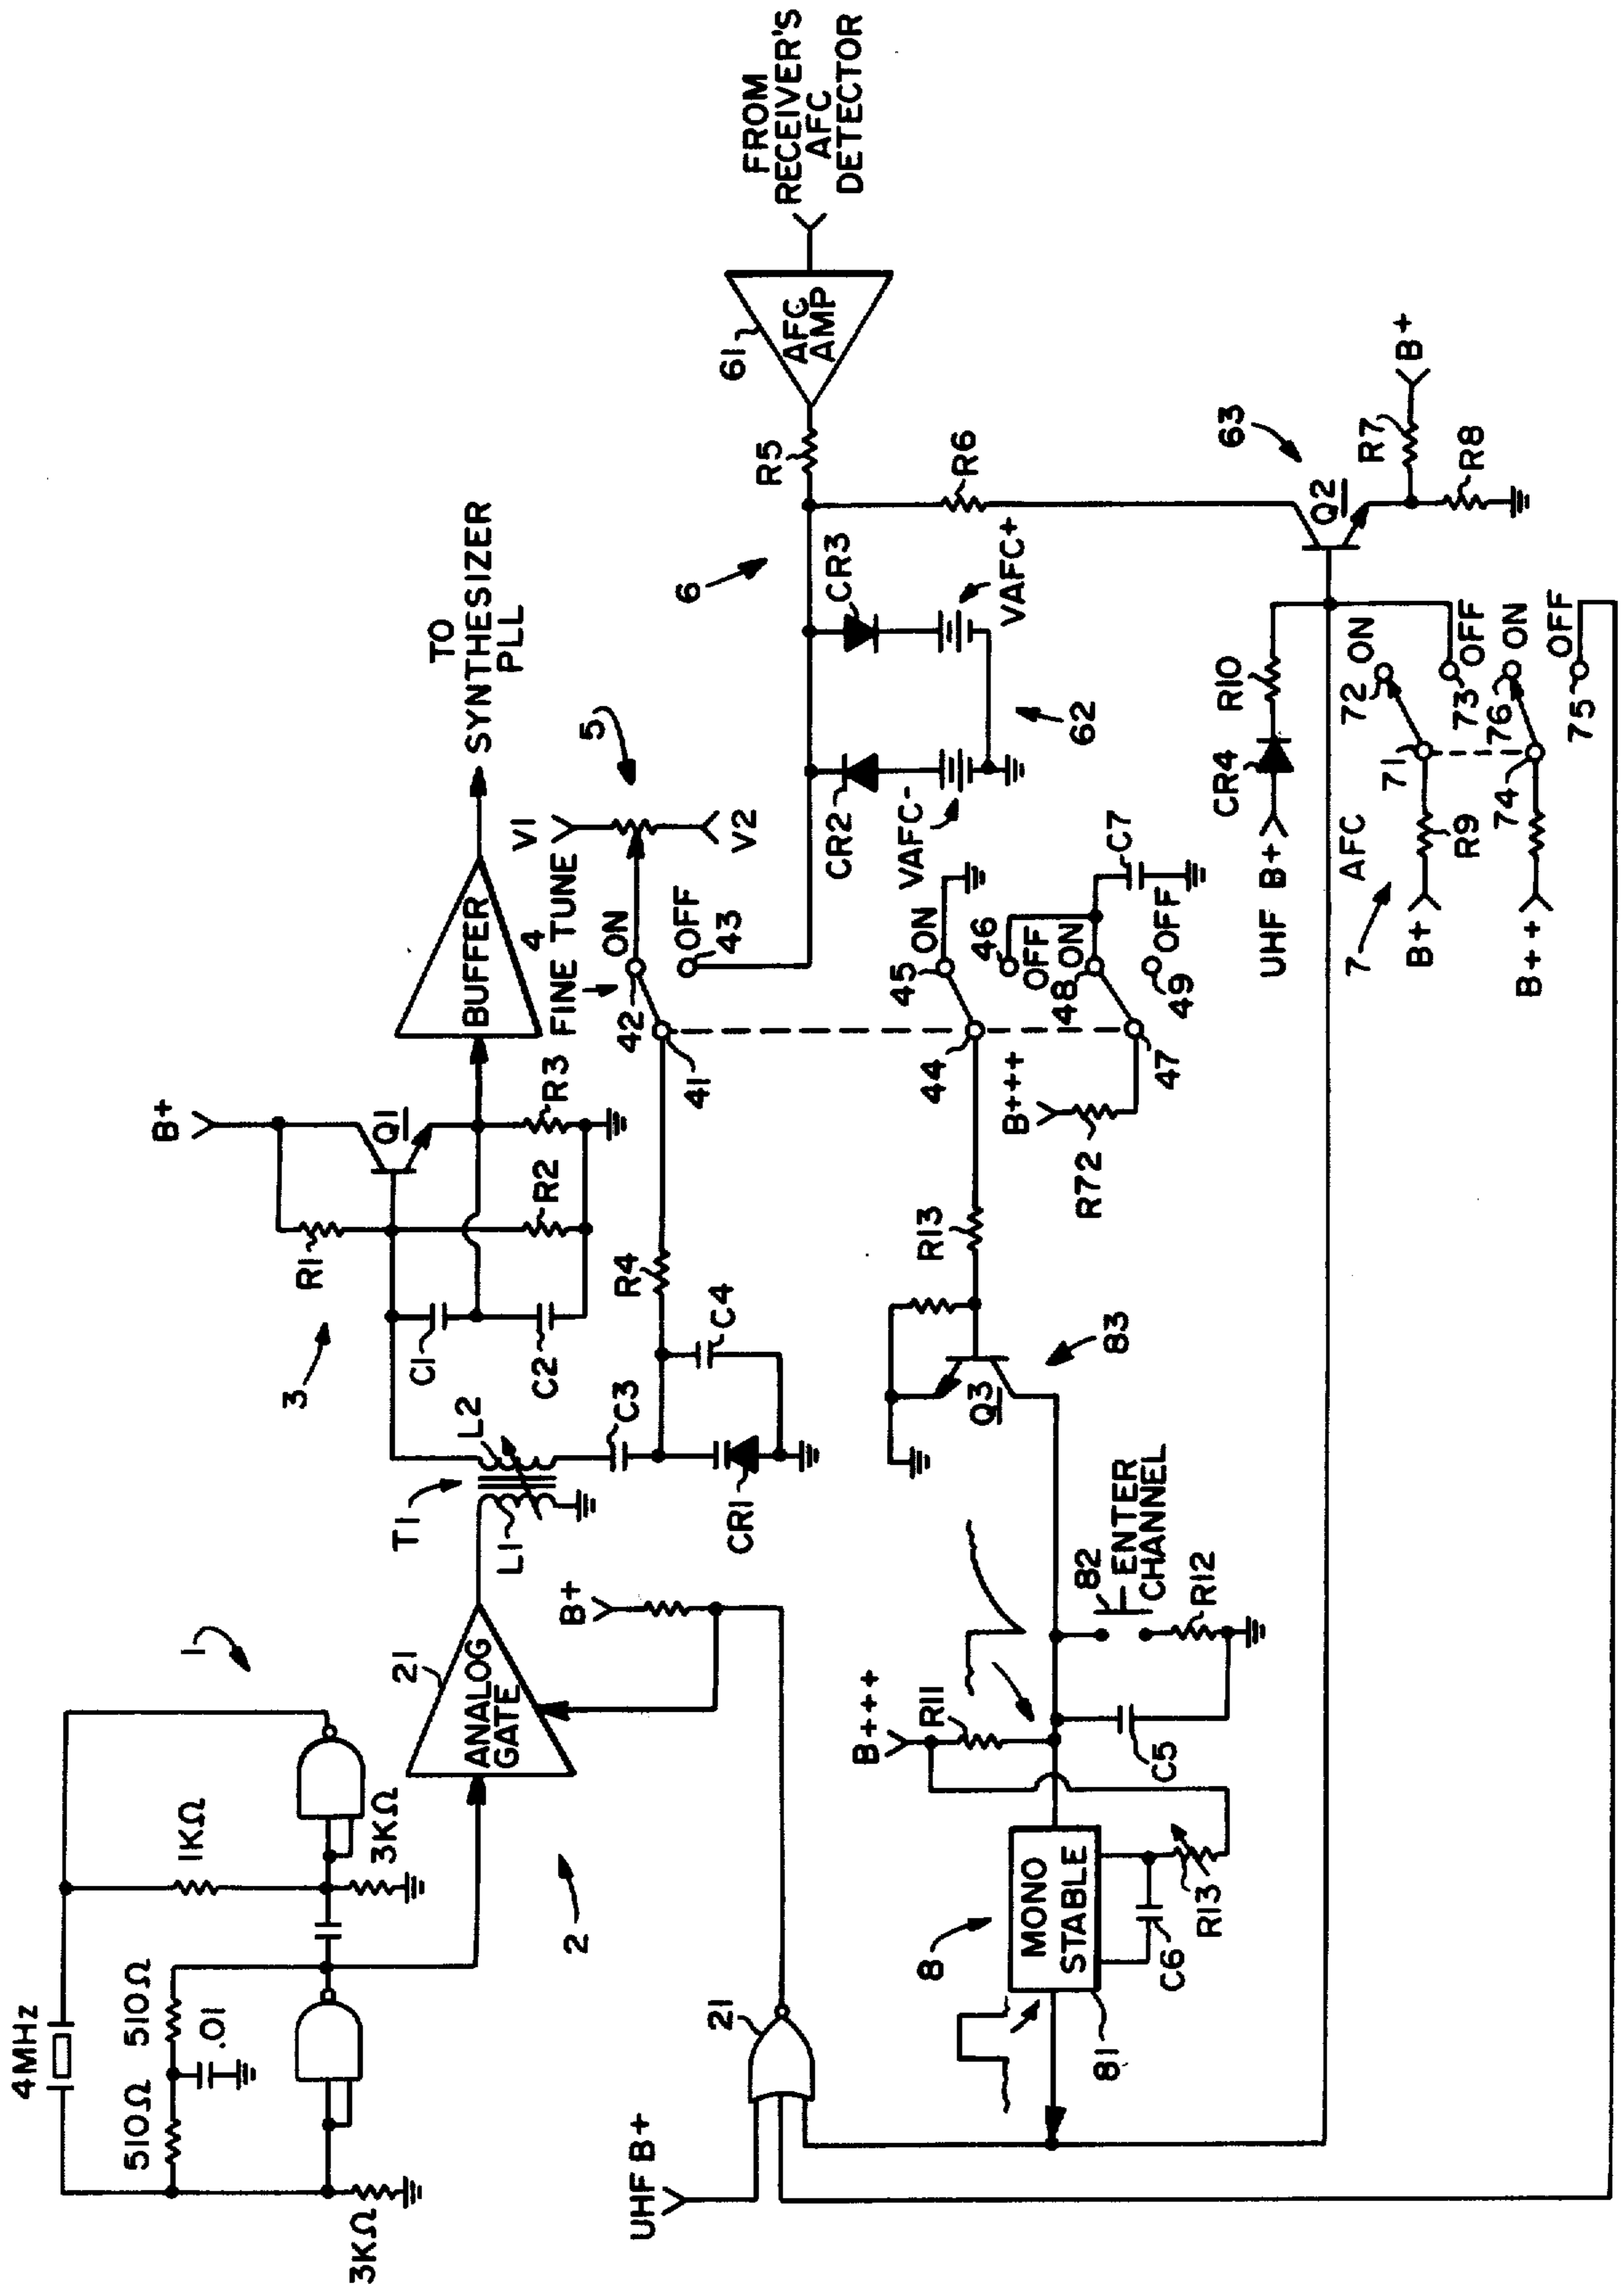 4MHz
510Ω
510Ω
.01
1KΩ
3KΩ
3KΩ
1
2
21
ANALOG
GATE
B+
T1
L1
L2
3
R1
C1
C2
B+
Q1
R2
R3
BUFFER
TO
SYNTHESIZER
PLL
C3
CR1
C4
R4
4
FINE TUNE
41
42
ON
OFF
43
V1
V2
5
FROM
RECEIVER'S
AFC
DETECTOR
61
AFC
AMP
R5
6
R6
CR3
CR2
VAFC+
VAFC-
62
63
Q2
R7
B+
R8
44
45
ON
46
OFF
ON
47
48
OFF
49
C7
B+++
R72
R13
Q3
83
UHF B+
CR4
R10
AFC
7
B+
R9
71
72
ON
73
OFF
B++
74
76
ON
75
OFF
82
ENTER
CHANNEL
R12
B+++
R11
C5
8
MONO
STABLE
81
C6
R13
21
UHF B+